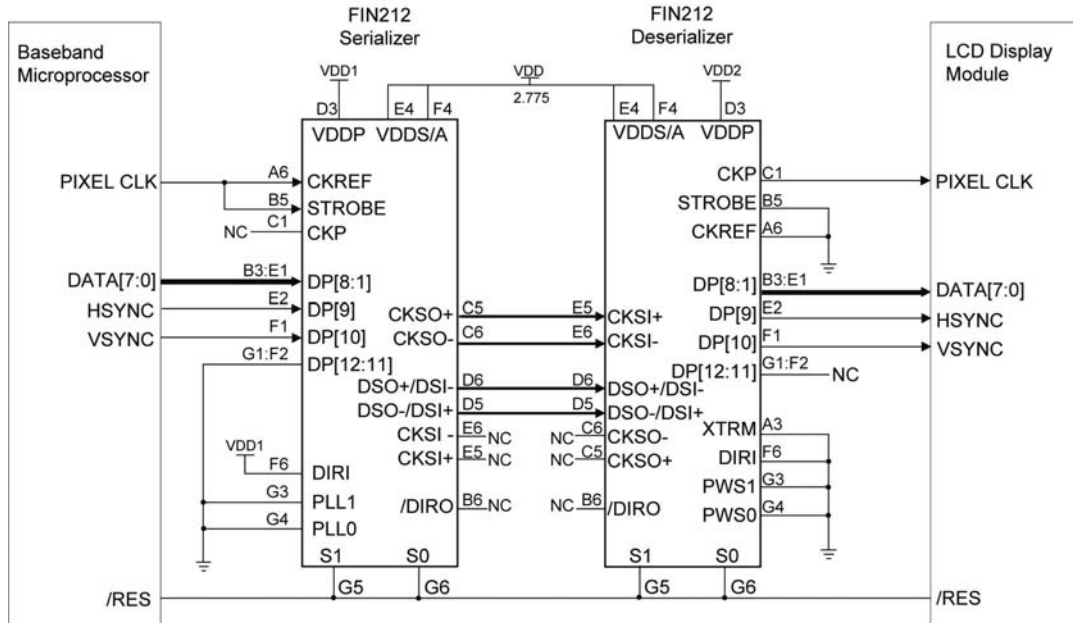 FIN212
Serializer
FIN212
Deserializer
Baseband
Microprocessor
LCD Display
Module
VDD1
VDD
2.775
VDD2
D3
E4
F4
E4
F4
D3
VDDP
VDDS/A
VDDS/A
VDDP
PIXEL CLK
A6
CKREF
B5
STROBE
NC
C1
CKP
DATA[7:0]
B3:E1
DP[8:1]
HSYNC
E2
DP[9]
VSYNC
F1
DP[10]
G1:F2
DP[12:11]
VDD1
F6
DIRI
G3
PLL1
G4
PLL0
CKSO+
C5
CKSO-
C6
DSO+/DSI-
D6
DSO-/DSI+
D5
CKSI -
E6
NC
CKSI+
E5
NC
/DIRO
B6
NC
S1
S0
G5
G6
E5
CKSI+
E6
CKSI-
D6
DSO+/DSI-
D5
DSO-/DSI+
NC
C6
CKSO-
NC
C5
CKSO+
NC
B6
/DIRO
CKP
C1
PIXEL CLK
STROBE
B5
CKREF
A6
DP[8:1]
B3:E1
DATA[7:0]
DP[9]
E2
HSYNC
DP[10]
F1
VSYNC
DP[12:11]
G1:F2
NC
XTRM
A3
DIRI
F6
PWS1
G3
PWS0
G4
S1
S0
G5
G6
/RES
/RES